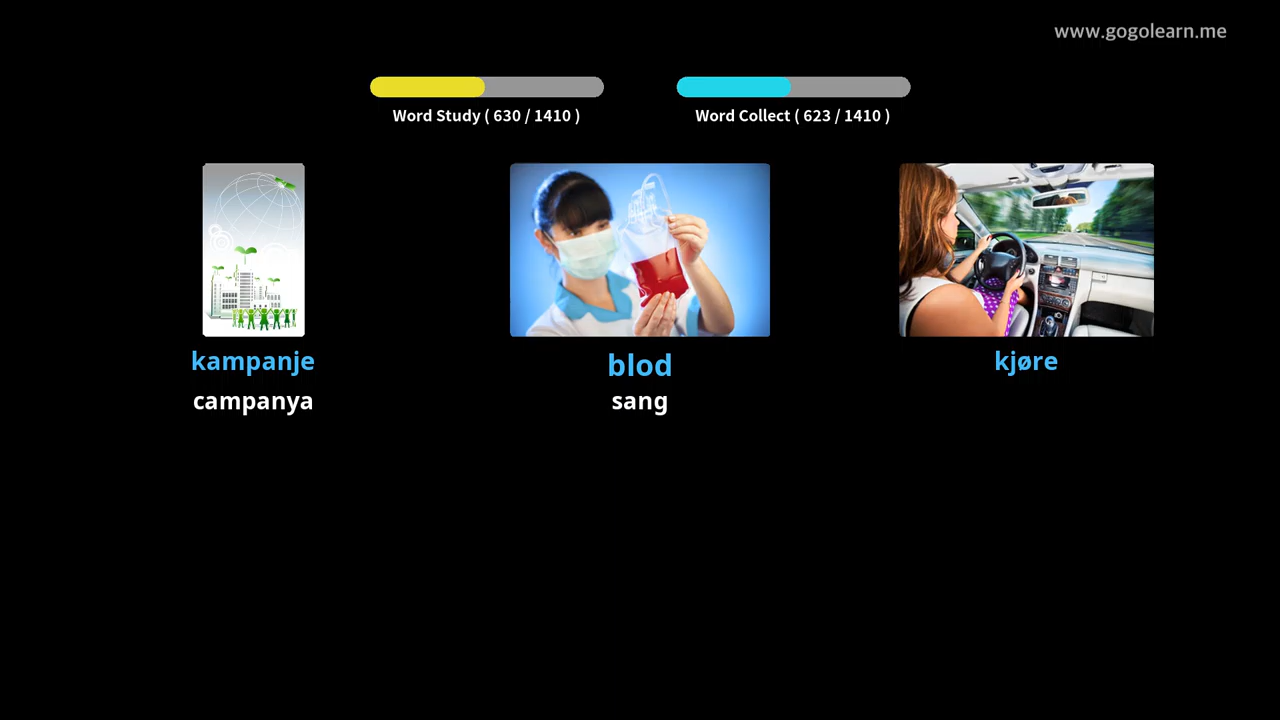 www.gogolearn.me
Word Study ( 630 / 1410 )
Word Collect ( 623 / 1410 )
kampanje
blod
kjøre
campanya
sang